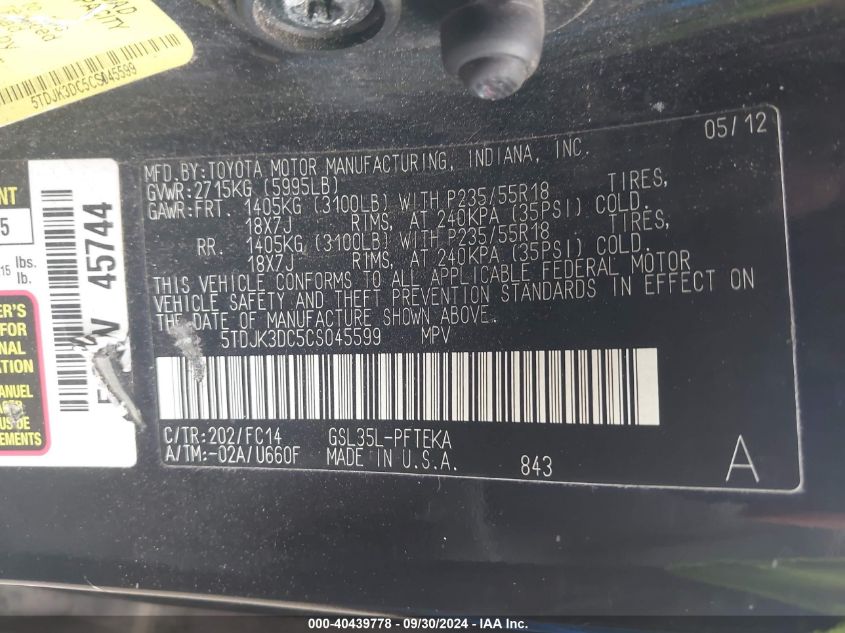 5TDJK3DC5CS045599
05/12
MFD.BY:TOYOTA MOTOR MANUFACTURING, INDIANA, INC.
GVWR:2715KG (5995LB)
GAWR:FRT. 1405KG (3100LB) WITH P235/55R18 TIRES,
18X7J RIMS, AT 240KPA (35PSI) COLD.
RR. 1405KG (3100LB) WITH P235/55R18 TIRES,
18X7J RIMS, AT 240KPA (35PSI) COLD.
THIS VEHICLE CONFORMS TO ALL APPLICABLE FEDERAL MOTOR
VEHICLE SAFETY AND THEFT PREVENTION STANDARDS IN EFFECT ON
THE DATE OF MANUFACTURE SHOWN ABOVE.
5TDJK3DC5CS045599 MPV
C/TR:202/FC14 GSL35L-PFTEKA
A/TM:-02A/U660F MADE IN U.S.A. 843
A
lbs.
lb.
45744
FOR
MANUEL
000-40439778 - 09/30/2024 - IAA Inc.